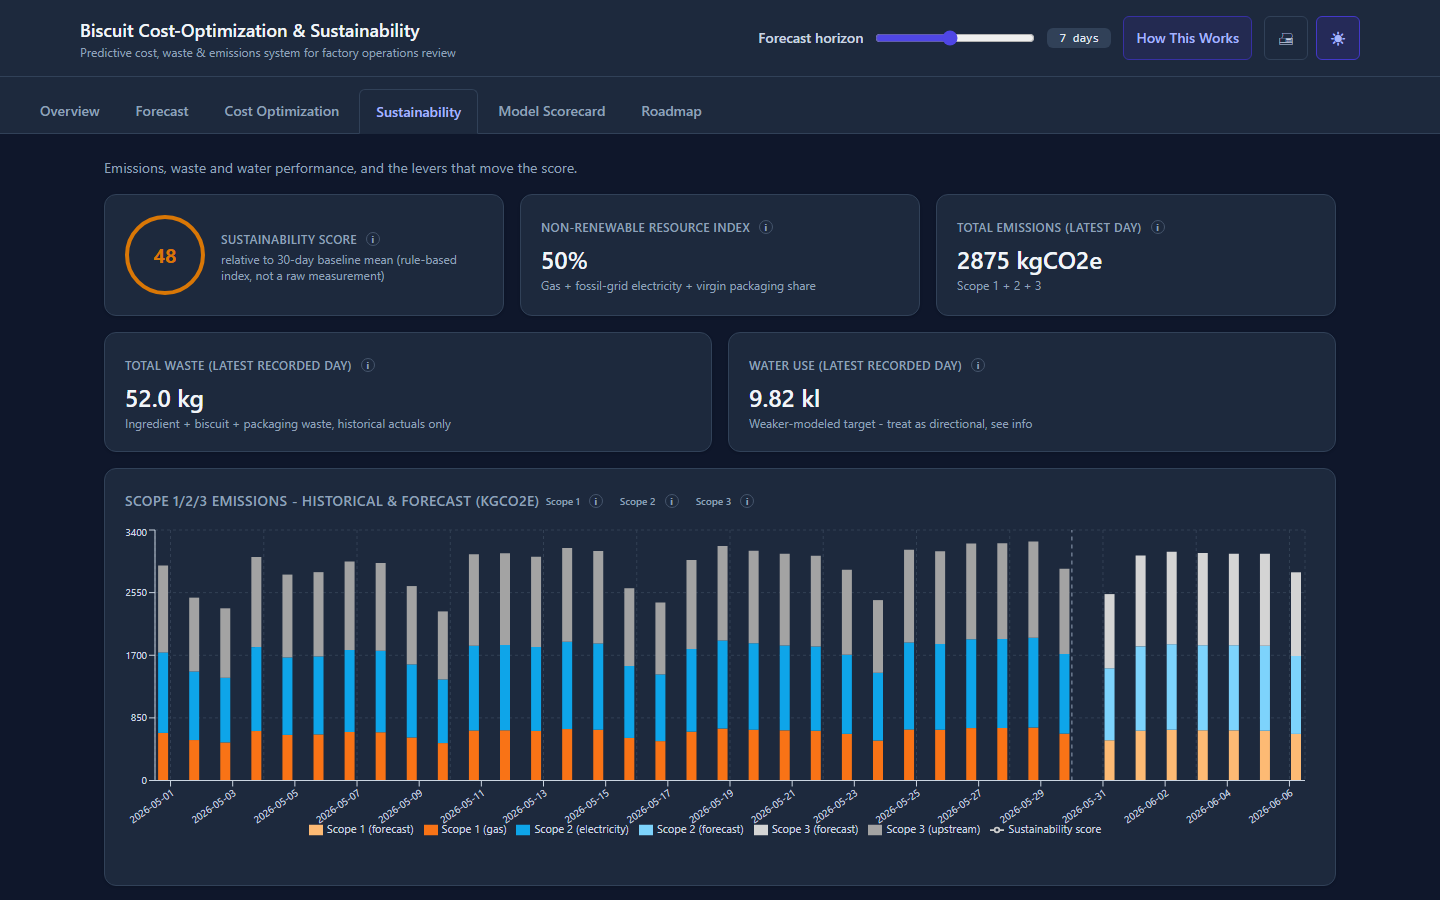 Biscuit Cost-Optimization & Sustainability
Predictive cost, waste & emissions system for factory operations review
Forecast horizon
7 days
How This Works
Overview
Forecast
Cost Optimization
Sustainability
Model Scorecard
Roadmap
Emissions, waste and water performance, and the levers that move the score.
48
SUSTAINABILITY SCORE i
relative to 30-day baseline mean (rule-based
index, not a raw measurement)
NON-RENEWABLE RESOURCE INDEX i
50%
Gas + fossil-grid electricity + virgin packaging share
TOTAL EMISSIONS (LATEST DAY) i
2875 kgCO2e
Scope 1 + 2 + 3
TOTAL WASTE (LATEST RECORDED DAY) i
52.0 kg
Ingredient + biscuit + packaging waste, historical actuals only
WATER USE (LATEST RECORDED DAY) i
9.82 kl
Weaker-modeled target - treat as directional, see info
SCOPE 1/2/3 EMISSIONS - HISTORICAL & FORECAST (KGCO2E) Scope 1 i Scope 2 i Scope 3 i
3400
2550
1700
850
0
2026-05-01
2026-05-03
2026-05-05
2026-05-07
2026-05-09
2026-05-11
2026-05-13
2026-05-15
2026-05-17
2026-05-19
2026-05-21
2026-05-23
2026-05-25
2026-05-27
2026-05-29
2026-05-31
2026-06-02
2026-06-04
2026-06-06
Scope 1 (forecast)
Scope 1 (gas)
Scope 2 (electricity)
Scope 2 (forecast)
Scope 3 (forecast)
Scope 3 (upstream)
Sustainability score